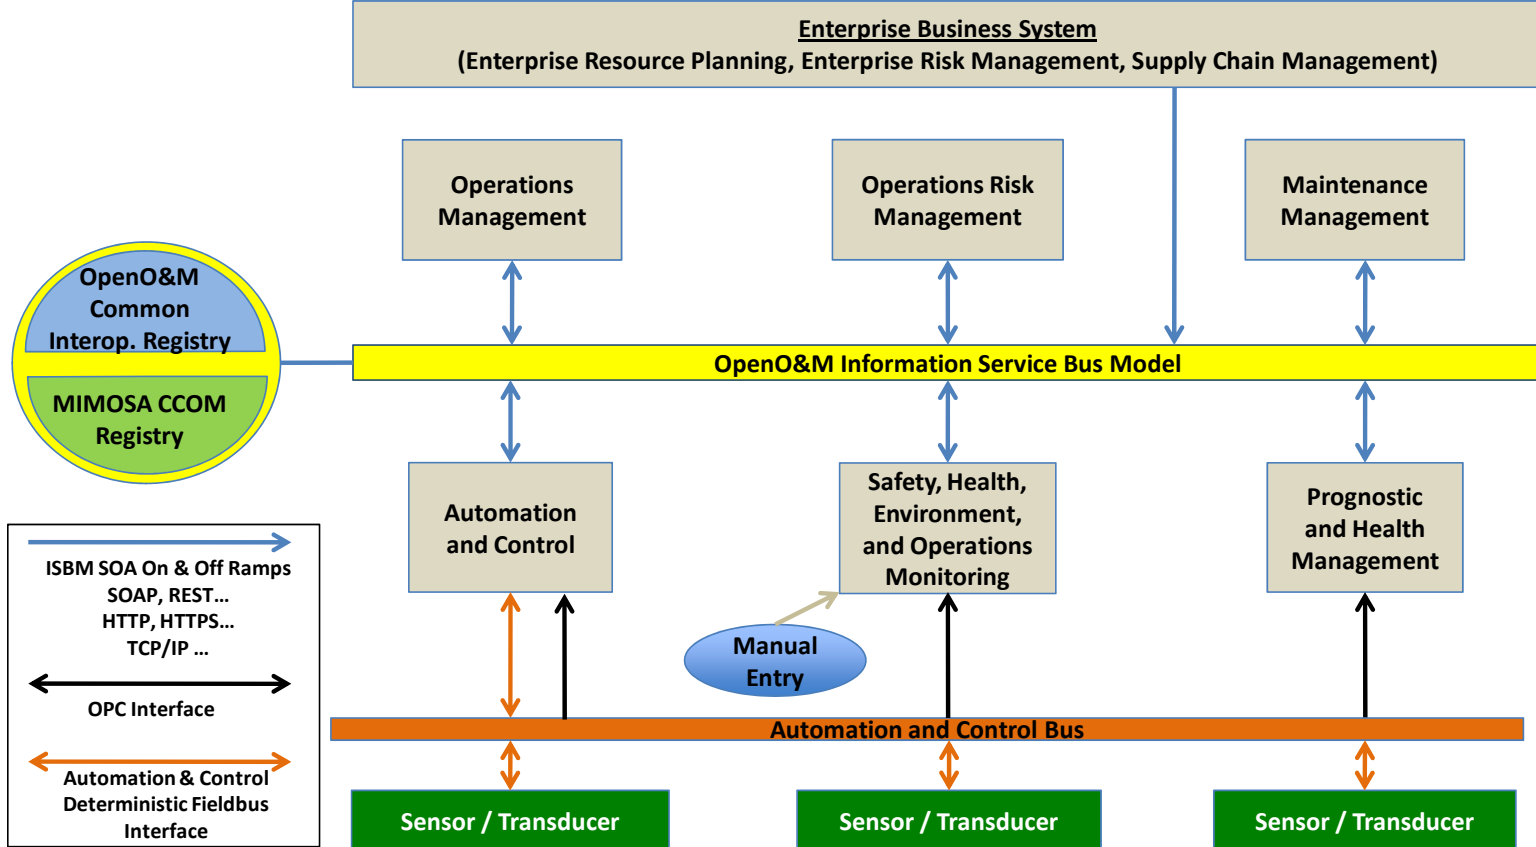 Enterprise Business System
(Enterprise Resource Planning, Enterprise Risk Management, Supply Chain Management)
Operations
Management
Operations Risk
Management
Maintenance
Management
OpenO&M
Common
Interop. Registry
MIMOSA CCOM
Registry
OpenO&M Information Service Bus Model
Automation
and Control
Safety, Health,
Environment,
and Operations
Monitoring
Prognostic
and Health
Management
Manual
Entry
ISBM SOA On & Off Ramps
SOAP, REST...
HTTP, HTTPS...
TCP/IP ...
OPC Interface
Automation & Control
Deterministic Fieldbus
Interface
Automation and Control Bus
Sensor / Transducer
Sensor / Transducer
Sensor / Transducer